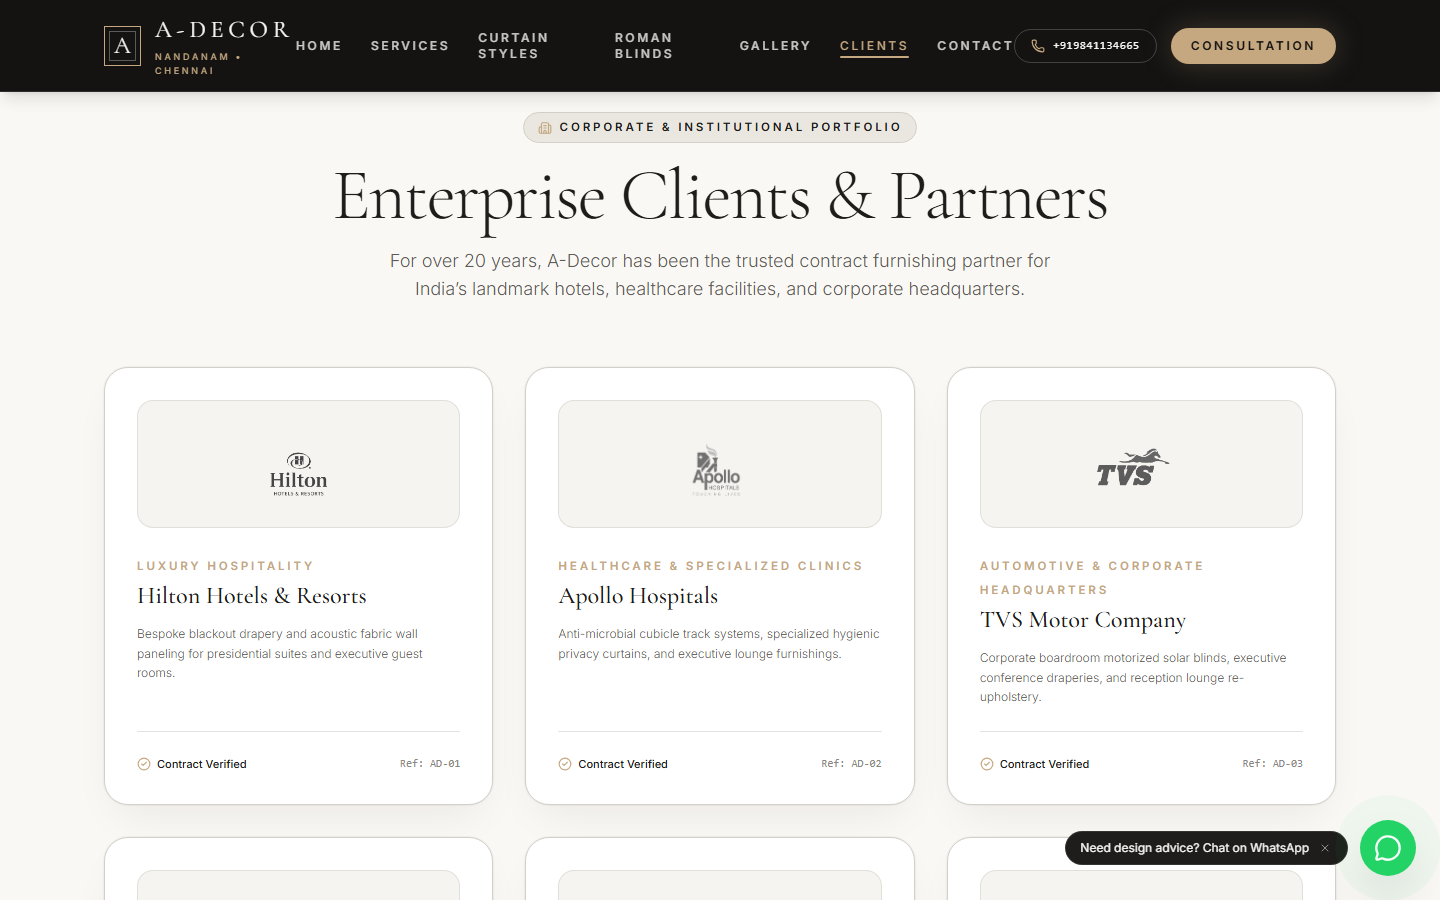 A
A-DECOR
NANDANAM •
CHENNAI
HOME
SERVICES
CURTAIN
STYLES
ROMAN
BLINDS
GALLERY
CLIENTS
CONTACT
+919841134665
CONSULTATION
CORPORATE & INSTITUTIONAL PORTFOLIO
Enterprise Clients & Partners
For over 20 years, A-Decor has been the trusted contract furnishing partner for
India’s landmark hotels, healthcare facilities, and corporate headquarters.
Hilton
HOTELS & RESORTS
LUXURY HOSPITALITY
Hilton Hotels & Resorts
Bespoke blackout drapery and acoustic fabric wall
paneling for presidential suites and executive guest
rooms.
Contract Verified
Ref: AD-01
Apollo
HOSPITALS
HEALTHCARE & SPECIALIZED CLINICS
Apollo Hospitals
Anti-microbial cubicle track systems, specialized hygienic
privacy curtains, and executive lounge furnishings.
Contract Verified
Ref: AD-02
TVS
AUTOMOTIVE & CORPORATE
HEADQUARTERS
TVS Motor Company
Corporate boardroom motorized solar blinds, executive
conference draperies, and reception lounge re-
upholstery.
Contract Verified
Ref: AD-03
Need design advice? Chat on WhatsApp